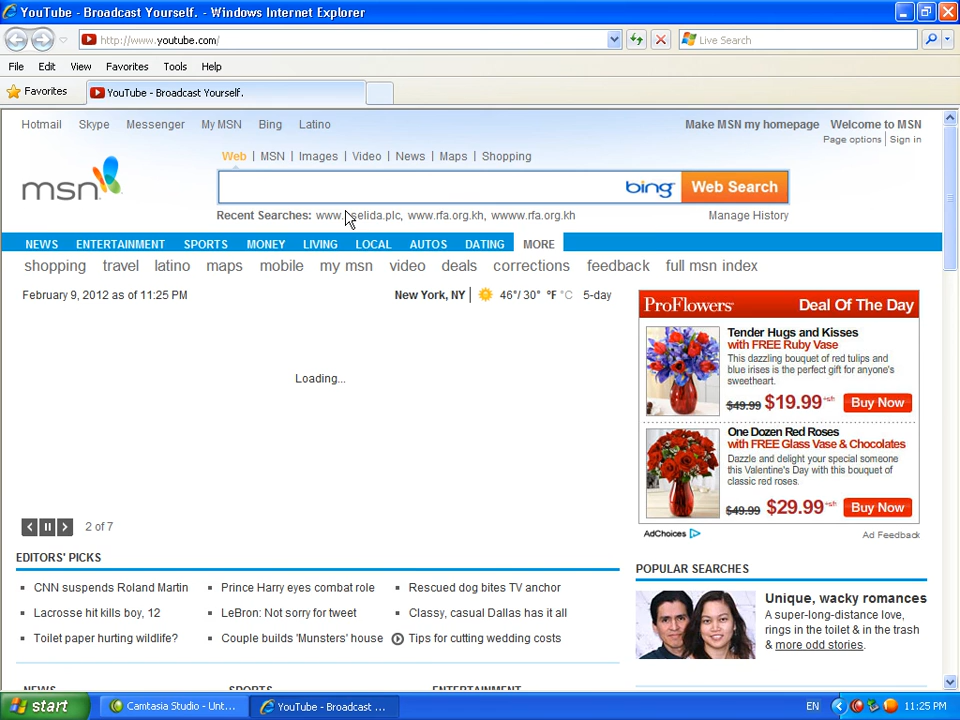 YouTube - Broadcast Yourself. - Windows Internet Explorer
http://www.youtube.com/
Live Search
File Edit View Favorites Tools Help
Favorites
YouTube - Broadcast Yourself.
Hotmail Skype Messenger My MSN Bing Latino
Make MSN my homepage Welcome to MSN
Page options | Sign in
Web | MSN | Images | Video | News | Maps | Shopping
msn
bing Web Search
Recent Searches: selida.plc, www.rfa.org.kh, wwww.rfa.org.kh
Manage History
NEWS ENTERTAINMENT SPORTS MONEY LIVING LOCAL AUTOS DATING MORE
shopping travel latino maps mobile my msn video deals corrections feedback full msn index
February 9, 2012 as of 11:25 PM
New York, NY | 46°/ 30° °F °C 5-day
Loading...
2 of 7
ProFlowers Deal Of The Day
Tender Hugs and Kisses
with FREE Ruby Vase
This dazzling bouquet of red tulips and
blue irises is the perfect gift for anyone's
sweetheart.
$49.99 $19.99 +sh Buy Now
One Dozen Red Roses
with FREE Glass Vase & Chocolates
Dazzle and delight your special someone
this Valentine's Day with this bouquet of
classic red roses.
$49.99 $29.99 +sh Buy Now
AdChoices
Ad Feedback
EDITORS' PICKS
CNN suspends Roland Martin
Lacrosse hit kills boy, 12
Toilet paper hurting wildlife?
Prince Harry eyes combat role
LeBron: Not sorry for tweet
Couple builds 'Munsters' house
Rescued dog bites TV anchor
Classy, casual Dallas has it all
Tips for cutting wedding costs
POPULAR SEARCHES
Unique, wacky romances
A super-long-distance love,
rings in the toilet & in the trash
& more odd stories.
NEWS SPORTS ENTERTAINMENT
start
Camtasia Studio - Unt...
YouTube - Broadcast ...
EN
11:25 PM